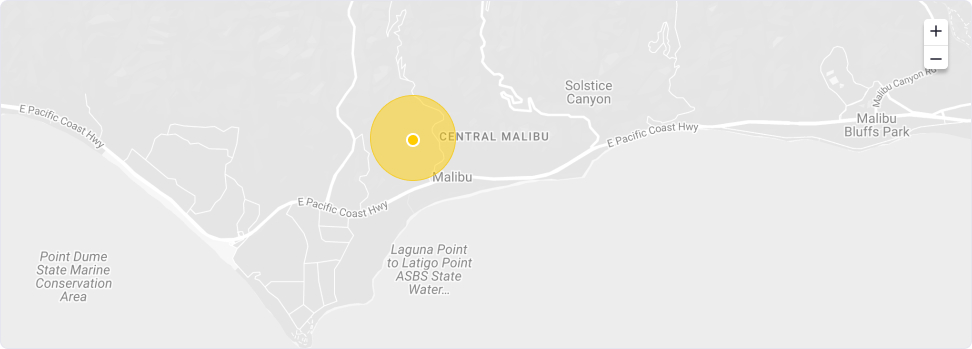 +
−
Malibu Canyon Rd
Solstice
Canyon
E Pacific Coast Hwy
Malibu
Bluffs Park
E Pacific Coast Hwy
CENTRAL MALIBU
Malibu
E Pacific Coast Hwy
Laguna Point
to Latigo Point
ASBS State
Water...
Point Dume
State Marine
Conservation
Area